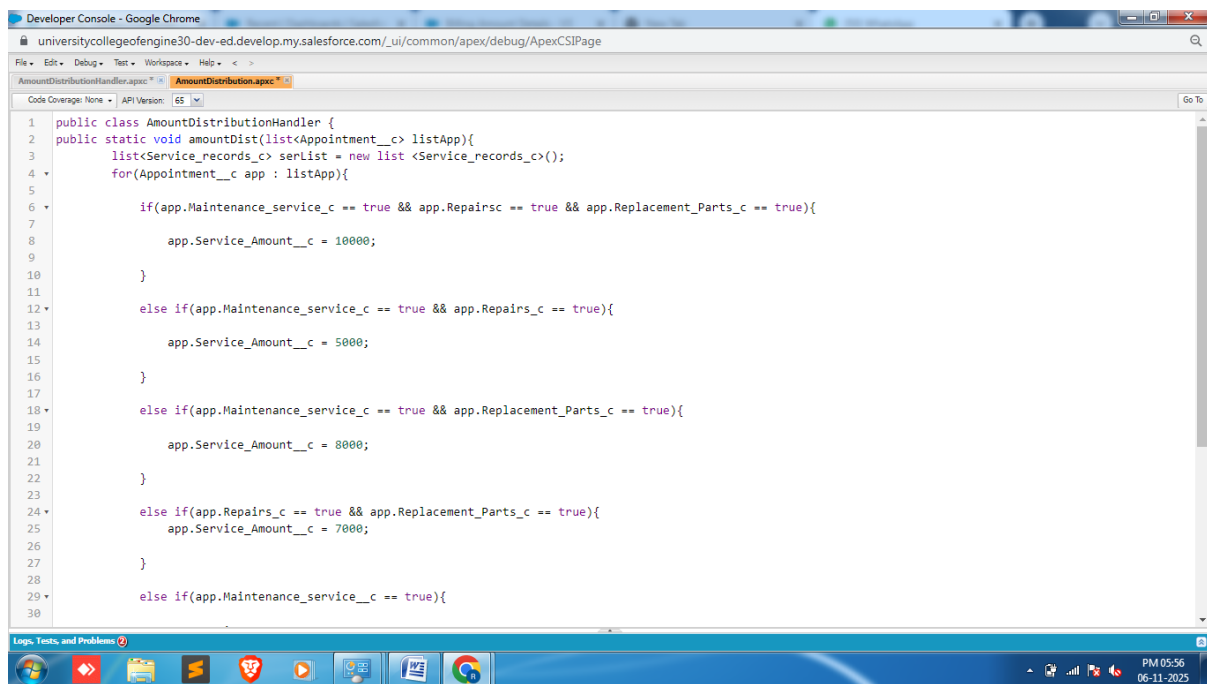 Developer Console - Google Chrome
universitycollegeofengine30-dev-ed.develop.my.salesforce.com/_ui/common/apex/debug/ApexCSIPage
File Edit Debug Test Workspace Help < >
AmountDistributionHandler.apxc * AmountDistribution.apxc *
Code Coverage: None API Version: 65 Go To
1 public class AmountDistributionHandler {
2 public static void amountDist(list<Appointment__c> listApp){
3 list<Service_records_c> serList = new list <Service_records_c>();
4 for(Appointment__c app : listApp){
5
6 if(app.Maintenance_service_c == true && app.Repairsc == true && app.Replacement_Parts_c == true){
7
8 app.Service_Amount__c = 10000;
9
10 }
11
12 else if(app.Maintenance_service_c == true && app.Repairs_c == true){
13
14 app.Service_Amount__c = 5000;
15
16 }
17
18 else if(app.Maintenance_service_c == true && app.Replacement_Parts_c == true){
19
20 app.Service_Amount__c = 8000;
21
22 }
23
24 else if(app.Repairs_c == true && app.Replacement_Parts_c == true){
25 app.Service_Amount__c = 7000;
26
27 }
28
29 else if(app.Maintenance_service__c == true){
30
Logs, Tests, and Problems 2
PM 05:56
06-11-2025